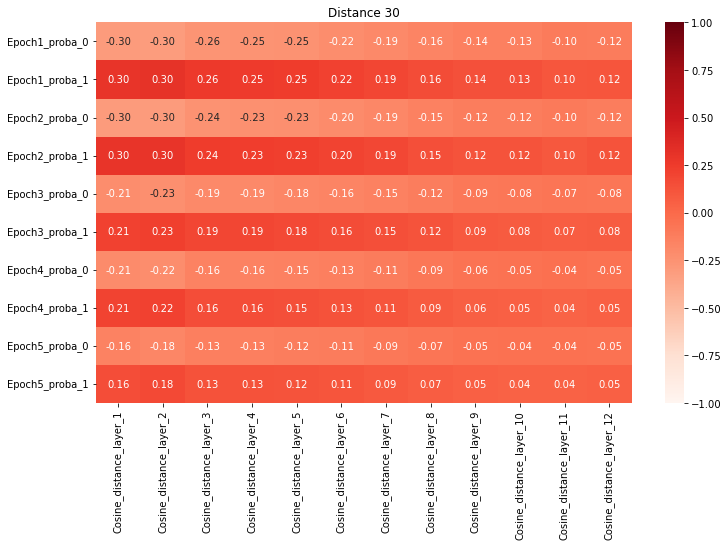 Distance 30
Epoch1_proba_0 -0.30 -0.30 -0.26 -0.25 -0.25 -0.22 -0.19 -0.16 -0.14 -0.13 -0.10 -0.12
Epoch1_proba_1 0.30 0.30 0.26 0.25 0.25 0.22 0.19 0.16 0.14 0.13 0.10 0.12
Epoch2_proba_0 -0.30 -0.30 -0.24 -0.23 -0.23 -0.20 -0.19 -0.15 -0.12 -0.12 -0.10 -0.12
Epoch2_proba_1 0.30 0.30 0.24 0.23 0.23 0.20 0.19 0.15 0.12 0.12 0.10 0.12
Epoch3_proba_0 -0.21 -0.23 -0.19 -0.19 -0.18 -0.16 -0.15 -0.12 -0.09 -0.08 -0.07 -0.08
Epoch3_proba_1 0.21 0.23 0.19 0.19 0.18 0.16 0.15 0.12 0.09 0.08 0.07 0.08
Epoch4_proba_0 -0.21 -0.22 -0.16 -0.16 -0.15 -0.13 -0.11 -0.09 -0.06 -0.05 -0.04 -0.05
Epoch4_proba_1 0.21 0.22 0.16 0.16 0.15 0.13 0.11 0.09 0.06 0.05 0.04 0.05
Epoch5_proba_0 -0.16 -0.18 -0.13 -0.13 -0.12 -0.11 -0.09 -0.07 -0.05 -0.04 -0.04 -0.05
Epoch5_proba_1 0.16 0.18 0.13 0.13 0.12 0.11 0.09 0.07 0.05 0.04 0.04 0.05
Cosine_distance_layer_1
Cosine_distance_layer_2
Cosine_distance_layer_3
Cosine_distance_layer_4
Cosine_distance_layer_5
Cosine_distance_layer_6
Cosine_distance_layer_7
Cosine_distance_layer_8
Cosine_distance_layer_9
Cosine_distance_layer_10
Cosine_distance_layer_11
Cosine_distance_layer_12
1.00
0.75
0.50
0.25
0.00
−0.25
−0.50
−0.75
−1.00